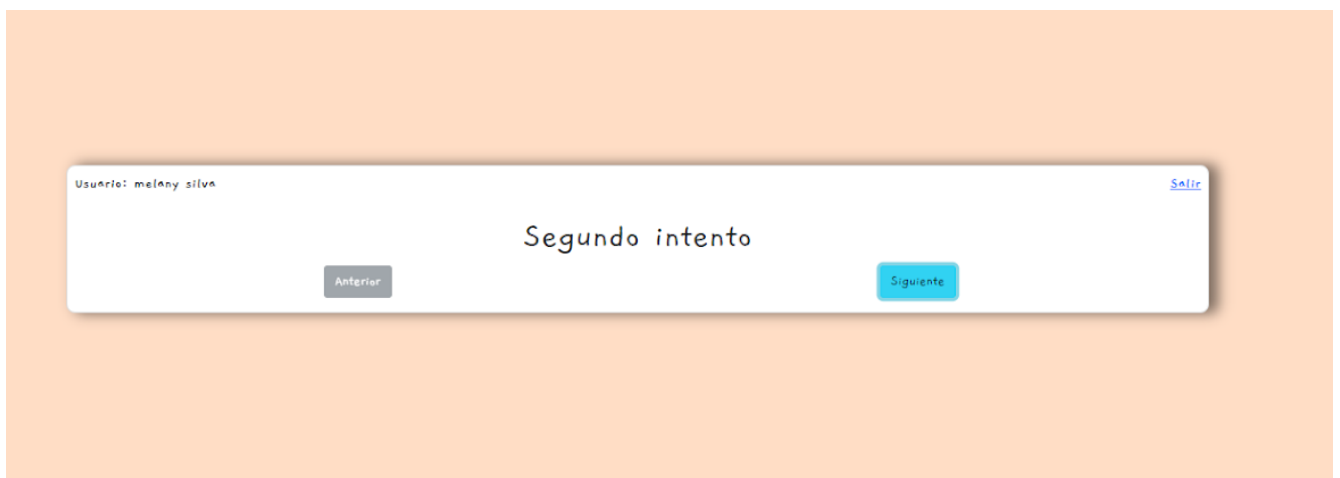 Usuario: melany silva
Salir
Segundo intento
Anterior
Siguiente